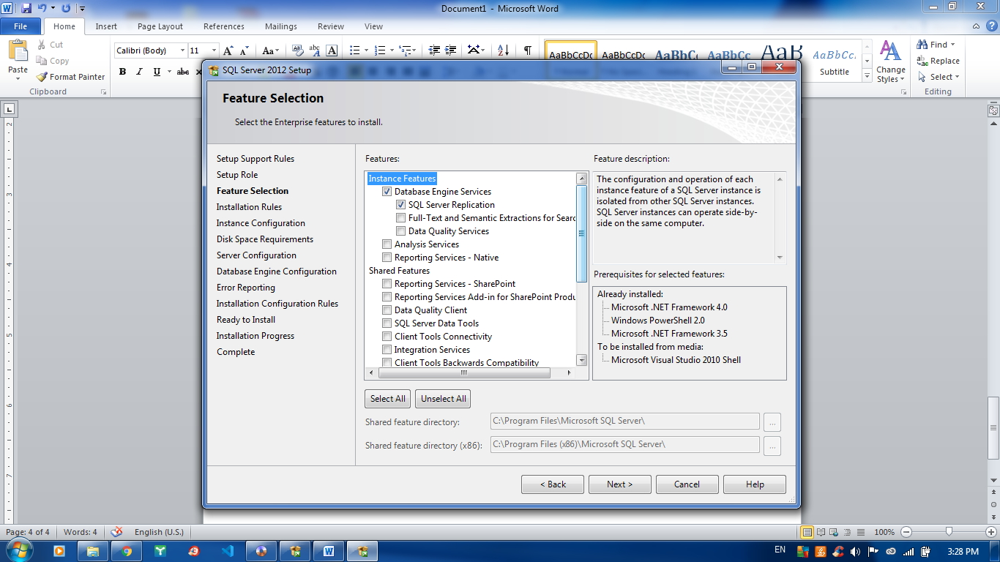 Document1 - Microsoft Word
File Home Insert Page Layout References Mailings Review View
Paste
Cut
Copy
Format Painter
Clipboard
Calibri (Body) 11
AaBbCcDc AaBbCcDc AaBbC AaBbCc AaB AaBbCc.
Subtitle
Change Styles
Find
Replace
Select
Editing
SQL Server 2012 Setup
Feature Selection
Select the Enterprise features to install.
Setup Support Rules
Setup Role
Feature Selection
Installation Rules
Instance Configuration
Disk Space Requirements
Server Configuration
Database Engine Configuration
Error Reporting
Installation Configuration Rules
Ready to Install
Installation Progress
Complete
Features:
Instance Features
Database Engine Services
SQL Server Replication
Full-Text and Semantic Extractions for Searc
Data Quality Services
Analysis Services
Reporting Services - Native
Shared Features
Reporting Services - SharePoint
Reporting Services Add-in for SharePoint Produ
Data Quality Client
SQL Server Data Tools
Client Tools Connectivity
Integration Services
Client Tools Backwards Compatibility
Feature description:
The configuration and operation of each
instance feature of a SQL Server instance is
isolated from other SQL Server instances.
SQL Server instances can operate side-by-
side on the same computer.
Prerequisites for selected features:
Already installed:
Microsoft .NET Framework 4.0
Windows PowerShell 2.0
Microsoft .NET Framework 3.5
To be installed from media:
Microsoft Visual Studio 2010 Shell
Select All Unselect All
Shared feature directory: C:\Program Files\Microsoft SQL Server\ ...
Shared feature directory (x86): C:\Program Files (x86)\Microsoft SQL Server\ ...
< Back Next > Cancel Help
Page: 4 of 4 Words: 4 English (U.S.) 100%
EN 3:28 PM